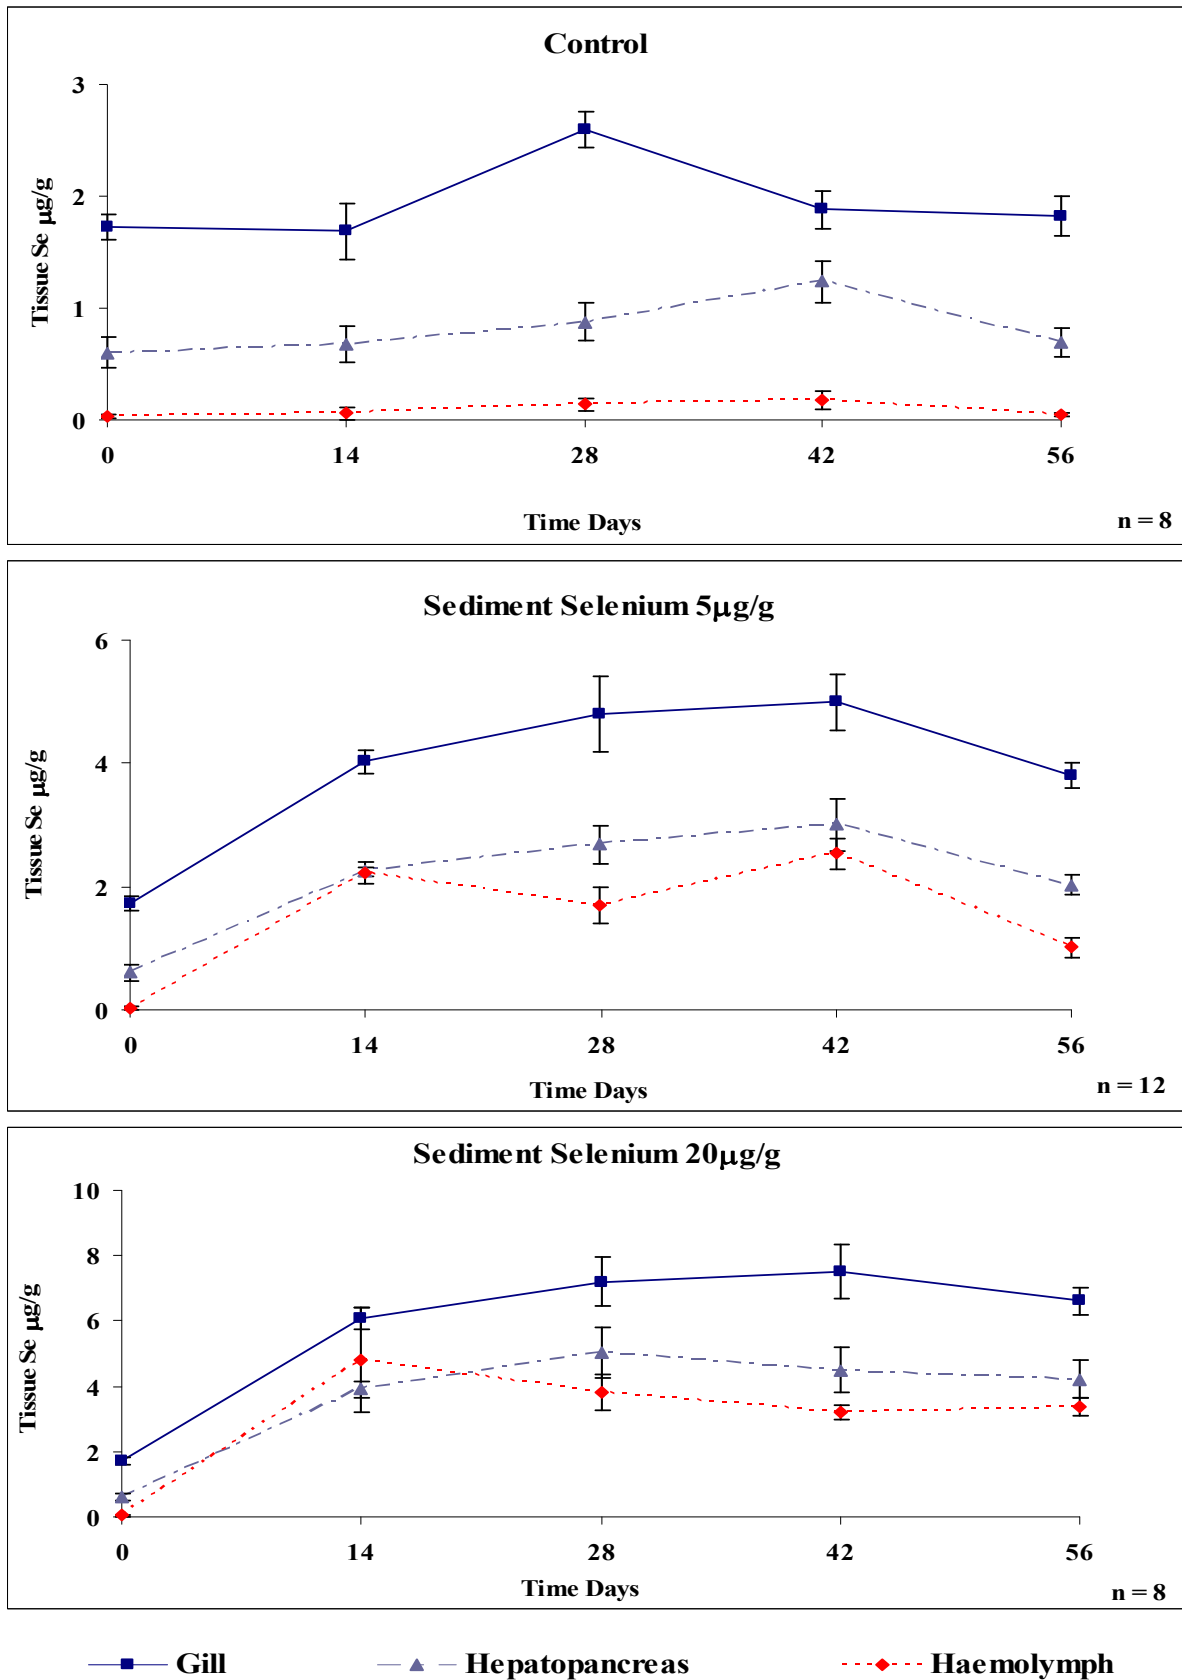 Control
3
2
1
0
Tissue Se µg/g
0 14 28 42 56
Time Days
n = 8
Sediment Selenium 5µg/g
6
4
2
0
Tissue Se µg/g
0 14 28 42 56
Time Days
n = 12
Sediment Selenium 20µg/g
10
8
6
4
2
0
Tissue Se µg/g
0 14 28 42 56
Time Days
n = 8
Gill Hepatopancreas Haemolymph